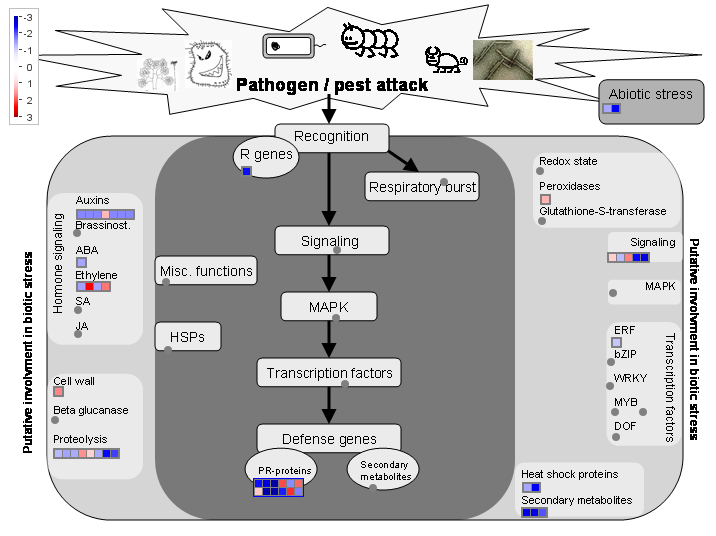 -3
-2
-1
0
1
2
3
Pathogen / pest attack
Abiotic stress
Recognition
R genes
Respiratory burst
Redox state
Peroxidases
Glutathione-S-transferase
Hormone signaling
Auxins
Brassinost.
ABA
Ethylene
SA
JA
Signaling
Signaling
MAPK
Misc. functions
MAPK
HSPs
Transcription factors
ERF
bZIP
WRKY
MYB
DOF
Transcription factors
Putative involvment in biotic stress
Putative involvment in biotic stress
Cell wall
Beta glucanase
Proteolysis
Defense genes
PR-proteins
Secondary
metabolites
Heat shock proteins
Secondary metabolites